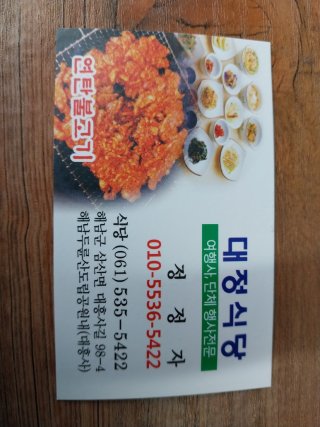 연탄불고기
대정식당
여행사, 단체 행사전문
정 정 자
010-5536-5422
식당 (061) 535-5422
해남군 삼산면 대흥사길 98-4
해남두륜산도립공원내(대흥사)